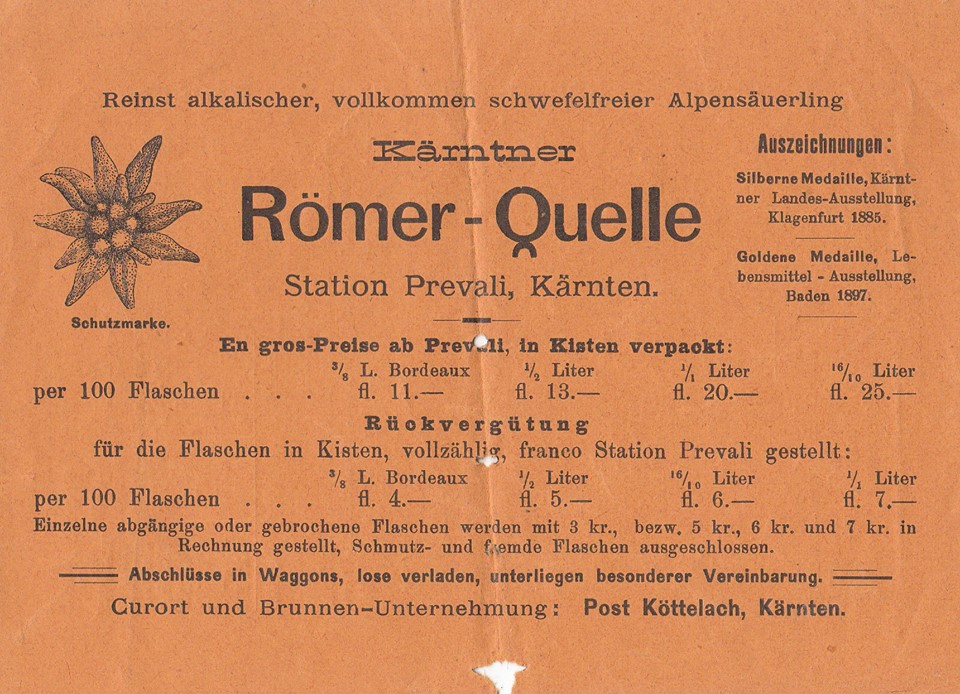 Reinst alkalischer, vollkommen schwefelfreier Alpensäuerling
Kärntner
Römer-Quelle
Station Prevali, Kärnten.
Schutzmarke.
Auszeichnungen:
Silberne Medaille, Kärnt-
ner Landes-Ausstellung,
Klagenfurt 1885.
Goldene Medaille, Le-
bensmittel - Ausstellung,
Baden 1897.
En gros-Preise ab Prevali, in Kisten verpackt:
3/8 L. Bordeaux 1/2 Liter 1/1 Liter 16/10 Liter
per 100 Flaschen . . . fl. 11.— fl. 13.— fl. 20.— fl. 25.—
Rückvergütung
für die Flaschen in Kisten, vollzählig, franco Station Prevali gestellt:
3/8 L. Bordeaux 1/2 Liter 16/10 Liter 1/1 Liter
per 100 Flaschen . . . fl. 4.— fl. 5.— fl. 6.— fl. 7.—
Einzelne abgängige oder gebrochene Flaschen werden mit 3 kr., bezw. 5 kr., 6 kr. und 7 kr. in
Rechnung gestellt, Schmutz- und fremde Flaschen ausgeschlossen.
Abschlüsse in Waggons, lose verladen, unterliegen besonderer Vereinbarung.
Curort und Brunnen-Unternehmung: Post Köttelach, Kärnten.